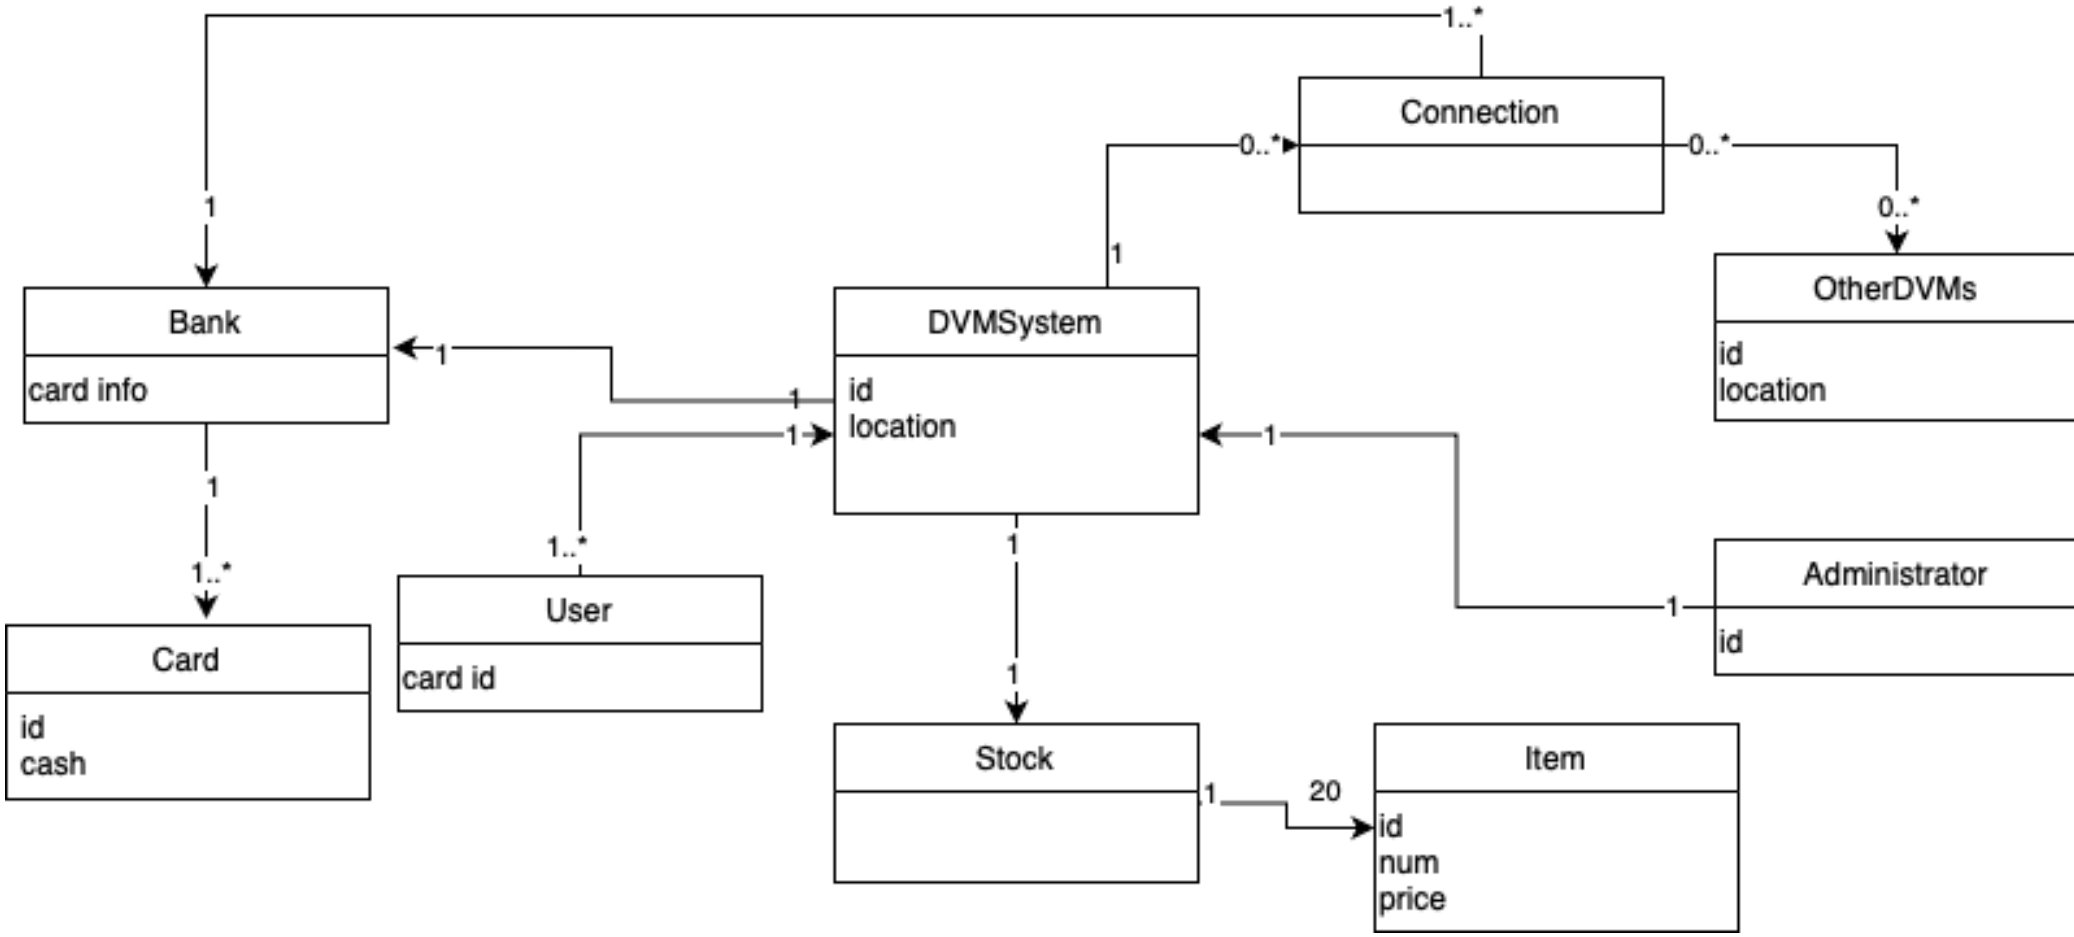 1..*
Connection
0..*
0..*
1
0..*
1
Bank
card info
DVMSystem
id
location
OtherDVMs
id
location
1
1
1
1
1
1..*
1..*
User
card id
1
1
1
Administrator
id
Card
id
cash
Stock
1
20
Item
id
num
price